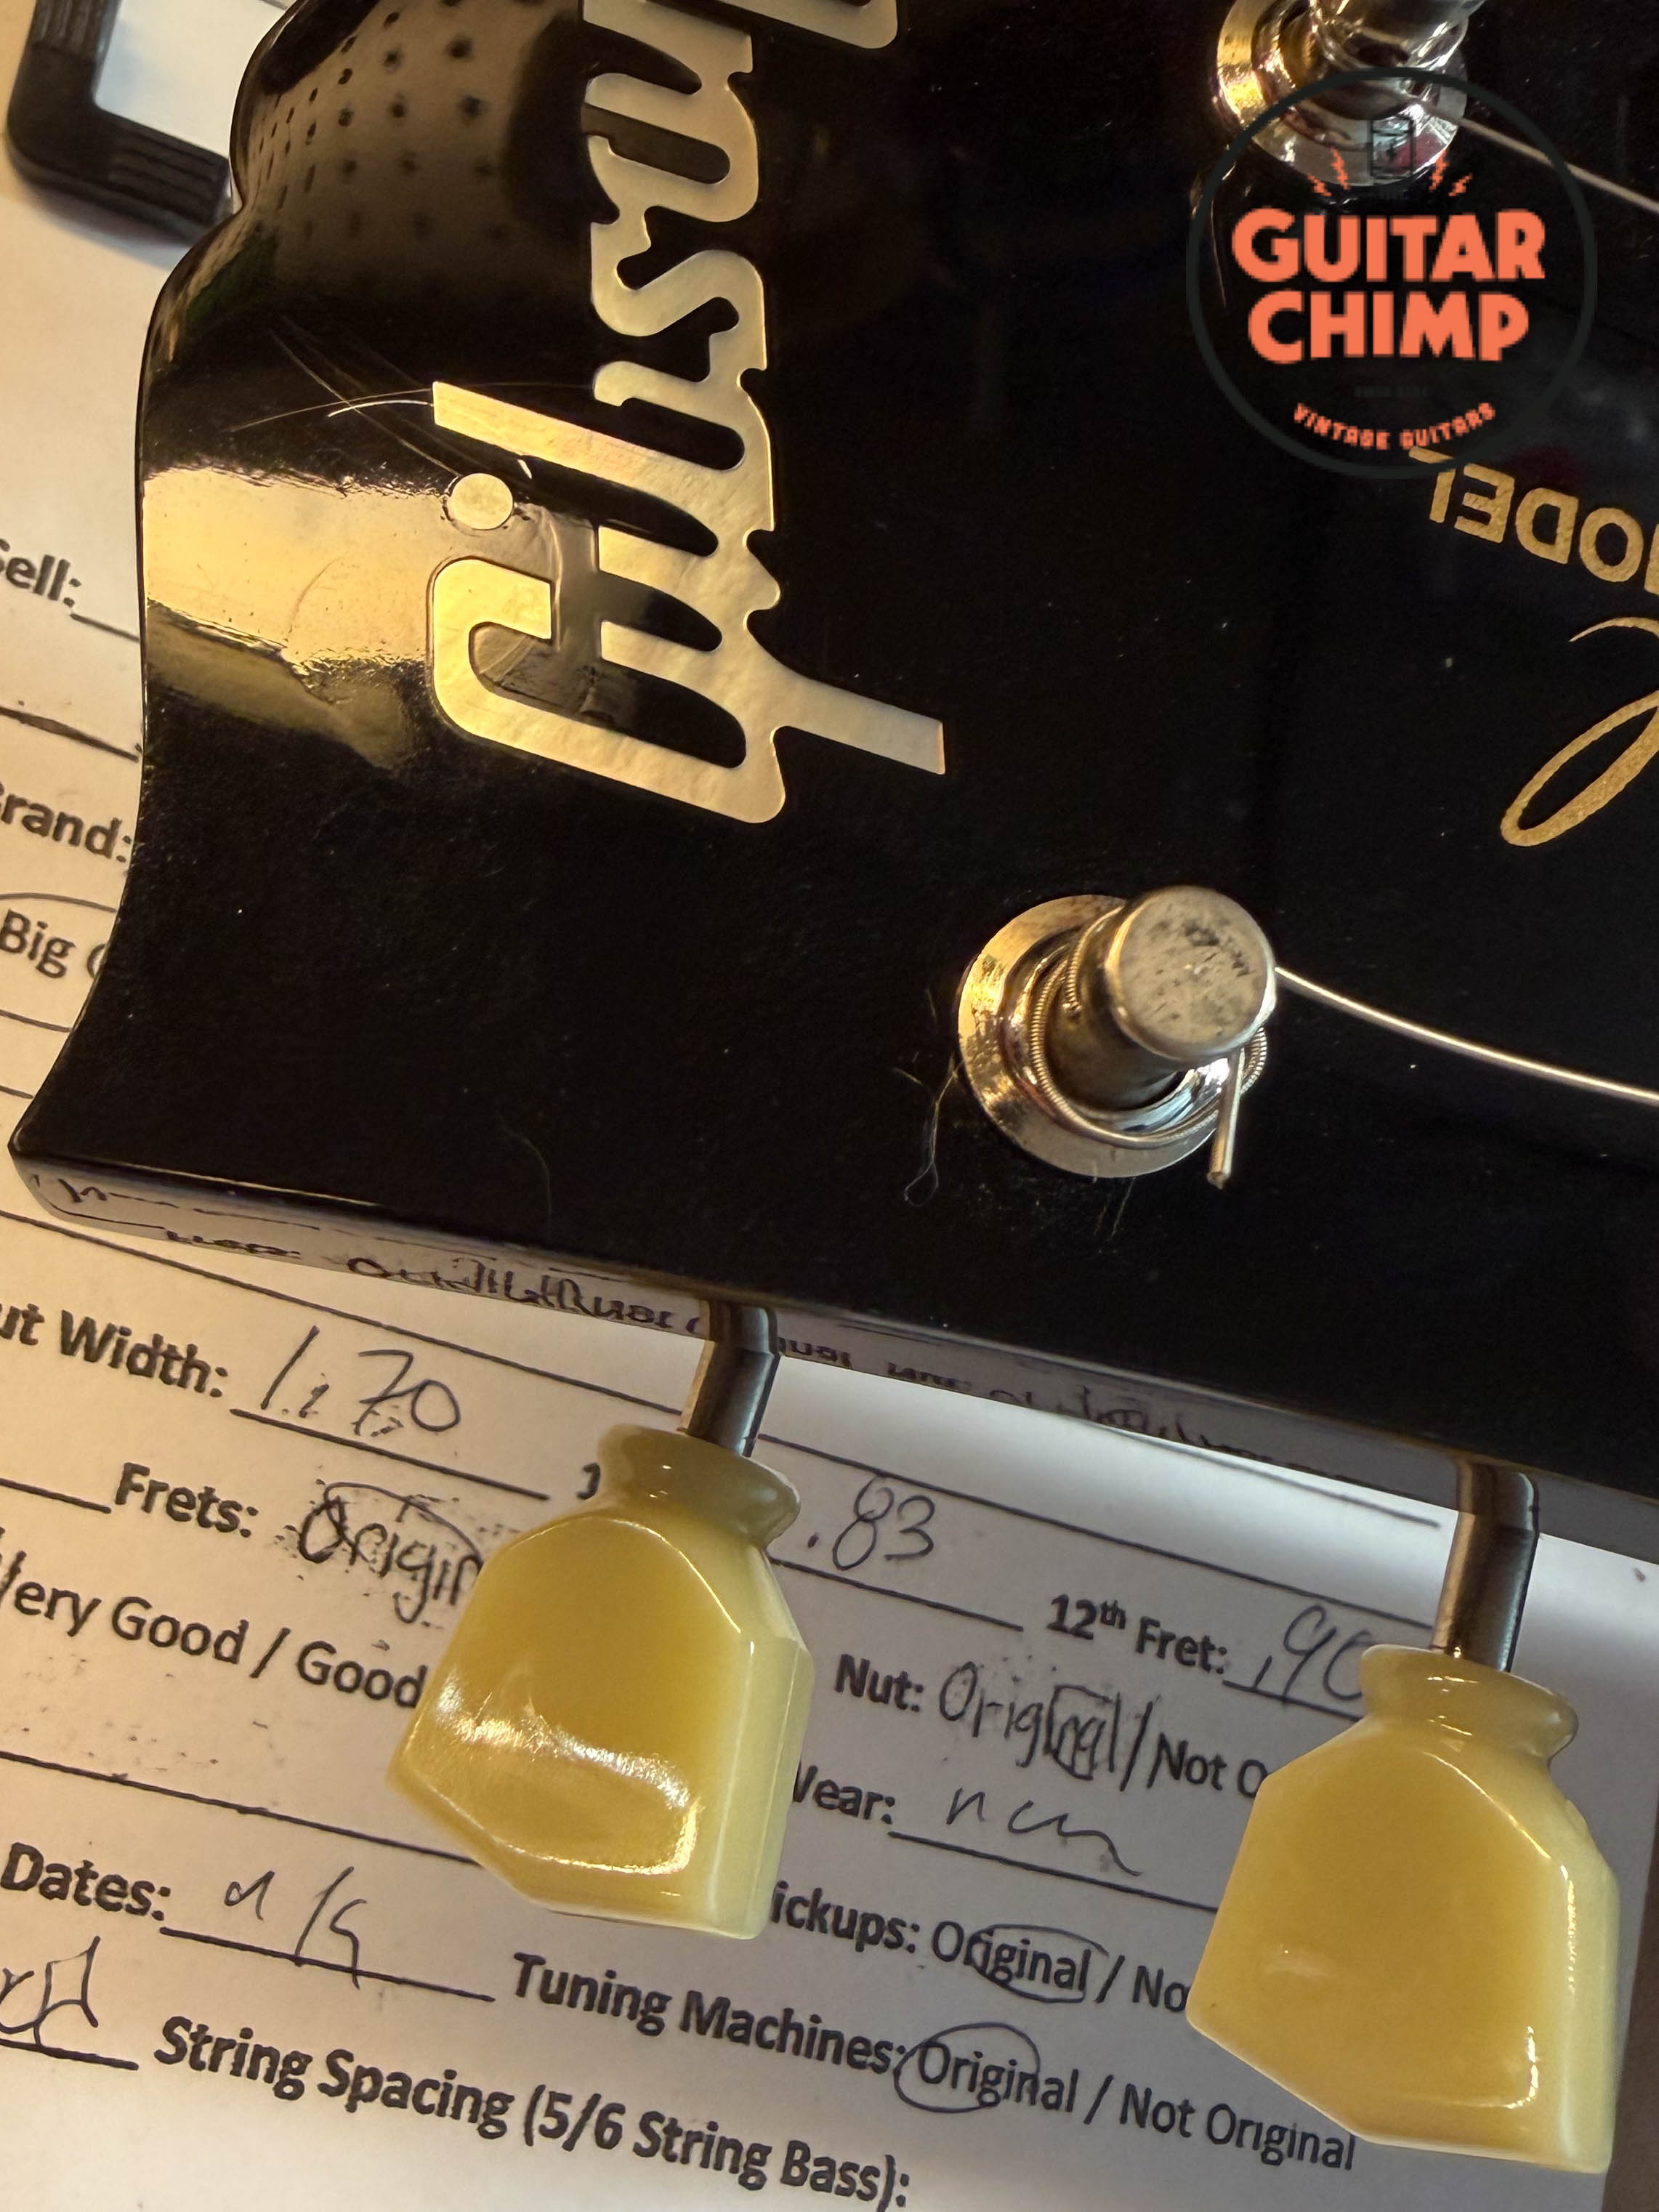 Gibson
GUITAR
CHIMP
VINTAGE GUITARS
MODEL
Sell:
Brand:
Big
ut Width: 1.70
.83
12th Fret: .90
Frets: Origin
Very Good / Good
Nut: Original / Not O
Wear:
Dates: n/a
ickups: Original / No
Tuning Machines: Original / Not Original
String Spacing (5/6 String Bass):